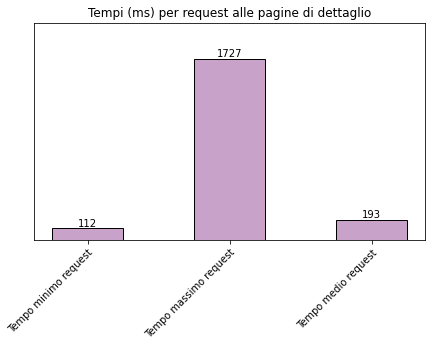 Tempi (ms) per request alle pagine di dettaglio
1727
112
193
Tempo minimo request
Tempo massimo request
Tempo medio request